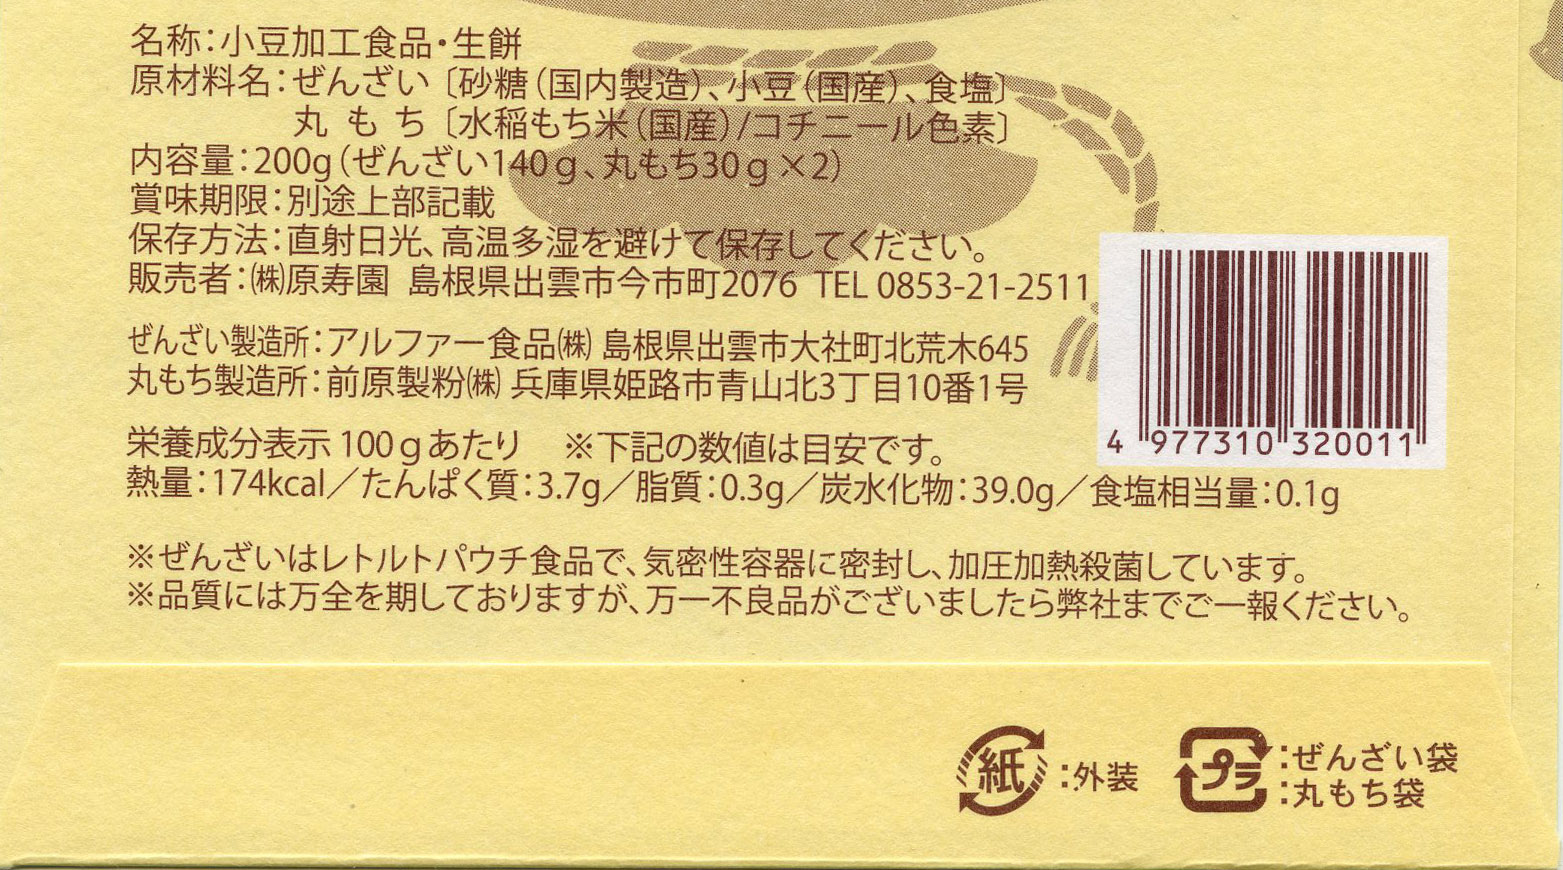 名称：小豆加工食品・生餅
原材料名：ぜんざい〔砂糖（国内製造）、小豆（国産）、食塩〕
丸もち〔水稲もち米（国産）/コチニール色素〕
内容量：200g（ぜんざい140g、丸もち30g×2）
賞味期限：別途上部記載
保存方法：直射日光、高温多湿を避けて保存してください。
販売者：㈱原寿園 島根県出雲市今市町2076 TEL 0853-21-2511
ぜんざい製造所：アルファー食品㈱ 島根県出雲市大社町北荒木645
丸もち製造所：前原製粉㈱ 兵庫県姫路市青山北3丁目10番1号
栄養成分表示 100gあたり ※下記の数値は目安です。
熱量：174kcal／たんぱく質：3.7g／脂質：0.3g／炭水化物：39.0g／食塩相当量：0.1g
4 977310 320011
※ぜんざいはレトルトパウチ食品で、気密性容器に密封し、加圧加熱殺菌しています。
※品質には万全を期しておりますが、万一不良品がございましたら弊社までご一報ください。
紙：外装
プラ：ぜんざい袋
：丸もち袋